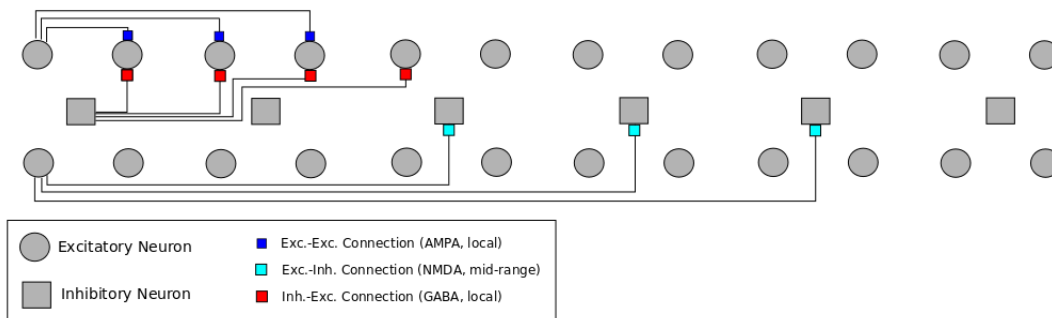 Excitatory Neuron
Inhibitory Neuron
Exc.-Exc. Connection (AMPA, local)
Exc.-Inh. Connection (NMDA, mid-range)
Inh.-Exc. Connection (GABA, local)